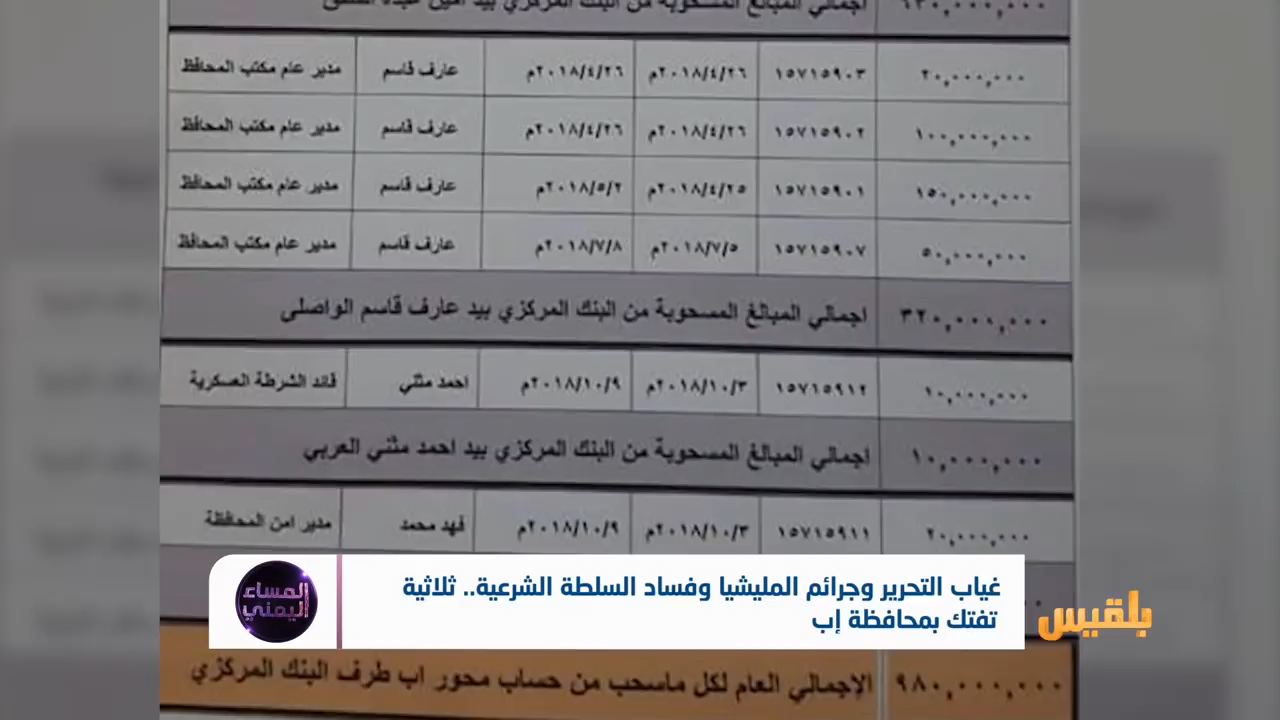 ٦٣٠,٠٠٠,٠٠٠ اجمالي المبالغ المسحوبة من البنك المركزي بيد امين عبده
٢٠,٠٠٠,٠٠٠ ١٥٧١٥٩٠٣ ٢٠١٨/٤/٢٦م ٢٠١٨/٤/٢٦م عارف قاسم مدير عام مكتب المحافظ
١٠٠,٠٠٠,٠٠٠ ١٥٧١٥٩٠٢ ٢٠١٨/٤/٢٦م ٢٠١٨/٤/٢٦م عارف قاسم مدير عام مكتب المحافظ
١٥٠,٠٠٠,٠٠٠ ١٥٧١٥٩٠١ ٢٠١٨/٤/٢٥م ٢٠١٨/٥/٢م عارف قاسم مدير عام مكتب المحافظ
٥٠,٠٠٠,٠٠٠ ١٥٧١٥٩٠٧ ٢٠١٨/٧/٥م ٢٠١٨/٧/٨م عارف قاسم مدير عام مكتب المحافظ
٣٢٠,٠٠٠,٠٠٠ اجمالي المبالغ المسحوبة من البنك المركزي بيد عارف قاسم الواصلى
١٠,٠٠٠,٠٠٠ ١٥٧١٥٩١٢ ٢٠١٨/١٠/٣م ٢٠١٨/١٠/٩م احمد مثني قائد الشرطة العسكرية
١٠,٠٠٠,٠٠٠ اجمالي المبالغ المسحوبة من البنك المركزي بيد احمد مثني العربي
٢٠,٠٠٠,٠٠٠ ١٥٧١٥٩١١ ٢٠١٨/١٠/٣م ٢٠١٨/١٠/٩م فهد محمد مدير امن المحافظة
غياب التحرير وجرائم المليشيا وفساد السلطة الشرعية.. ثلاثية
تفتك بمحافظة إب
المساء
اليمني
بلقيس
٩٨٠,٠٠٠,٠٠٠ الإجمالي العام لكل ماسحب من حساب محور اب طرف البنك المركزي